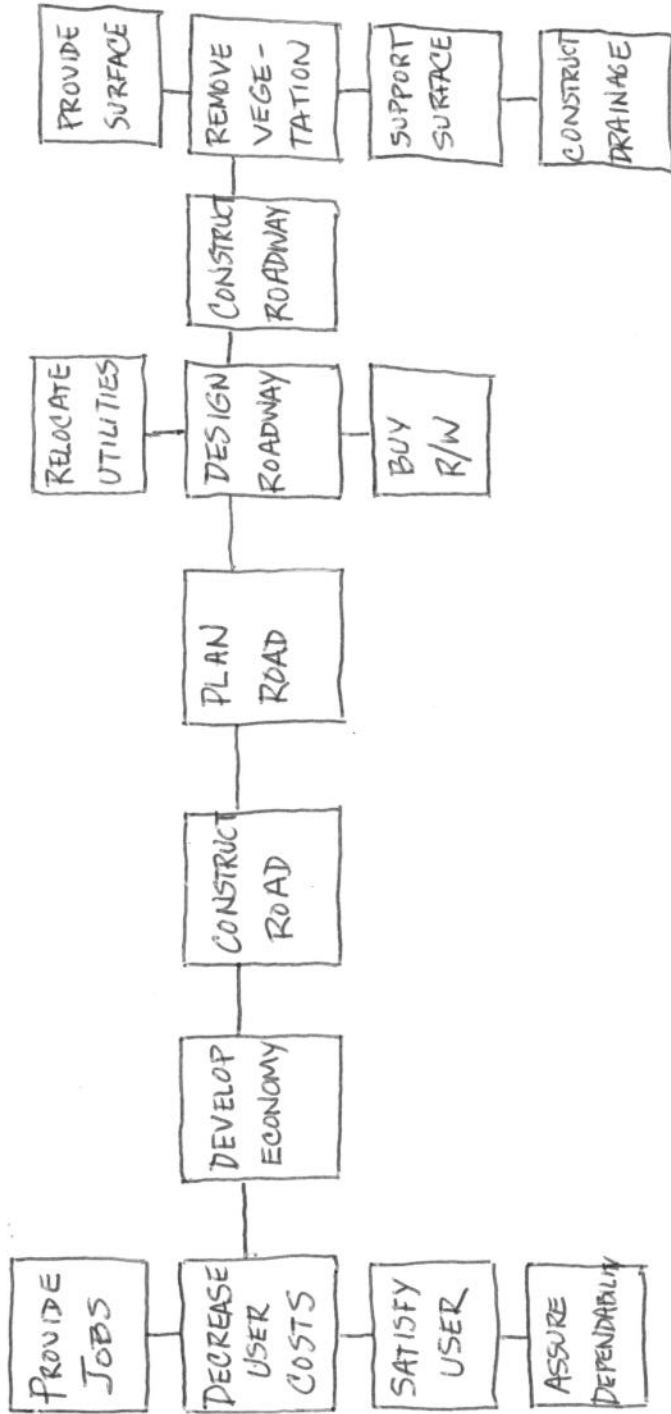 PROVIDE
JOBS
DECREASE
USER
COSTS
SATISFY
USER
ASSURE
DEPENDABILITY
DEVELOP
ECONOMY
CONSTRUCT
ROAD
PLAN
ROAD
RELOCATE
UTILITIES
DESIGN
ROADWAY
BUY
R/W
CONSTRUCT
ROADWAY
PROVIDE
SURFACE
REMOVE
VEGE-
TATION
SUPPORT
SURFACE
CONSTRUCT
DRAINAGE